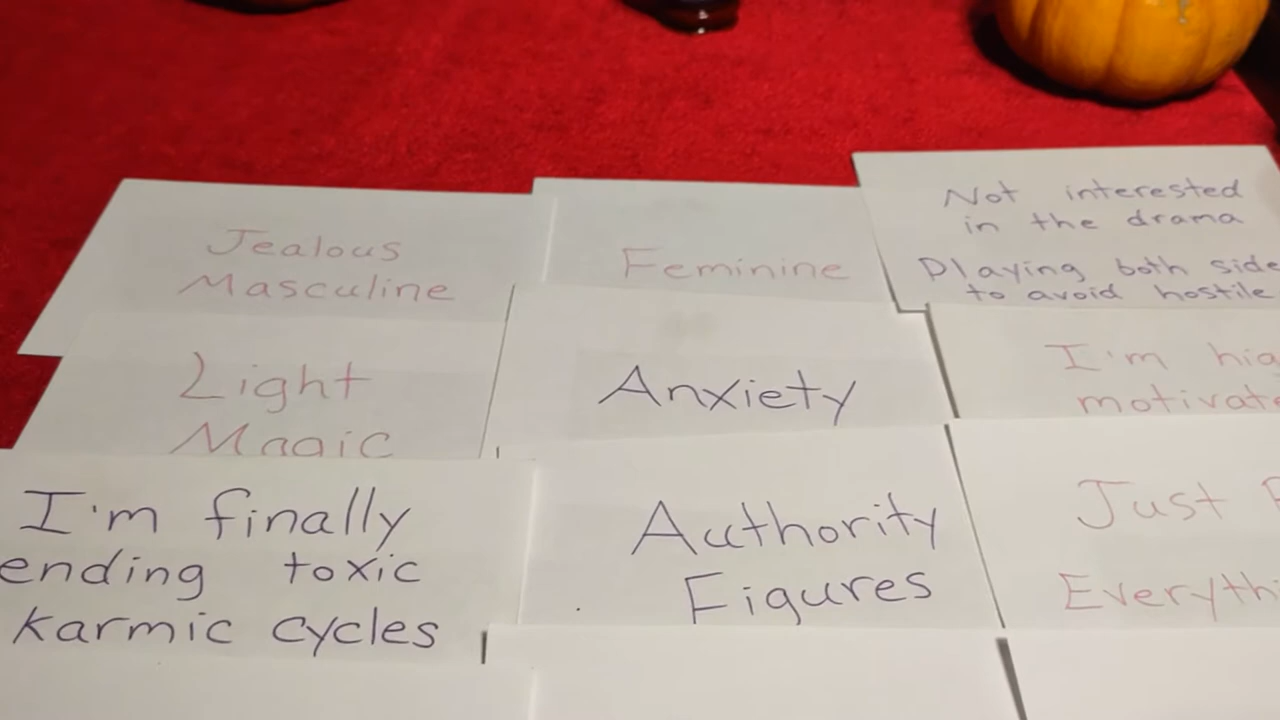 Jealous
Masculine
Feminine
Not interested
in the drama
Playing both
to avoid hostile
Light
Magic
Anxiety
I'm
I'm finally
ending toxic
karmic cycles
Authority
Figures
Just